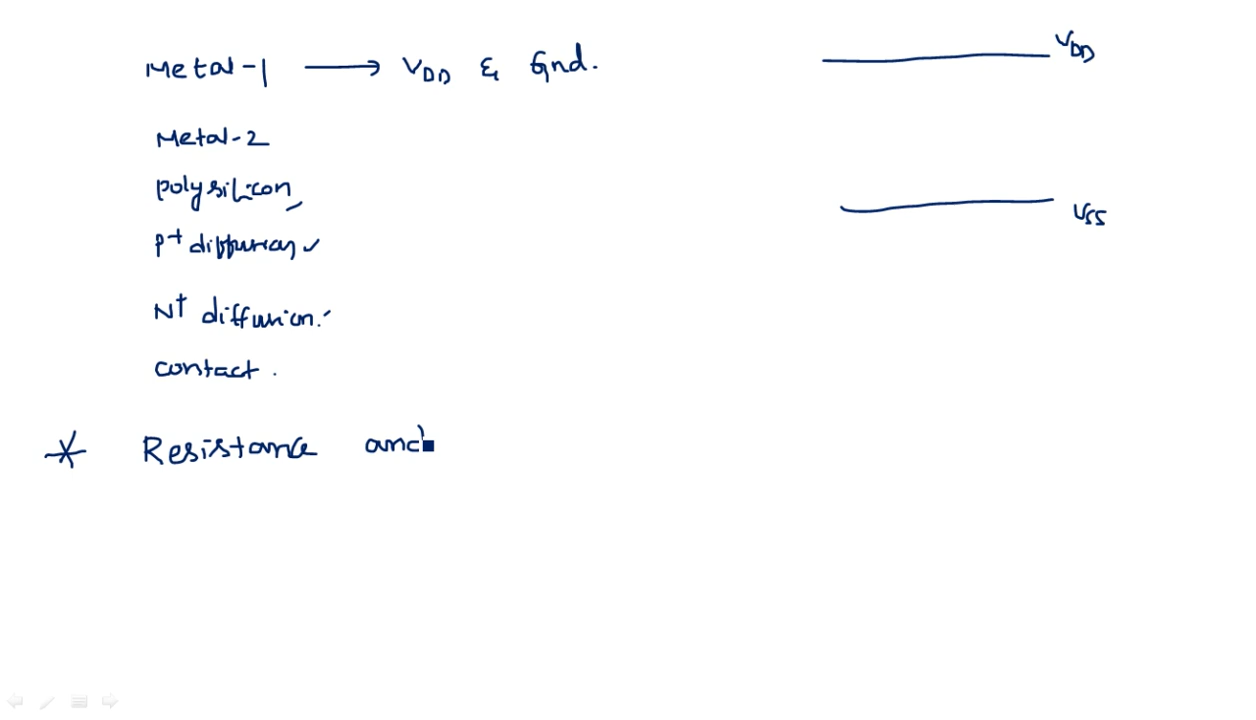 Metal-1 ⟶ VDD & Gnd.
VDD
Metal-2
polysilicon,
VSS
P+ diffusion ✓
N+ diffusion.
contact.
* Resistance and